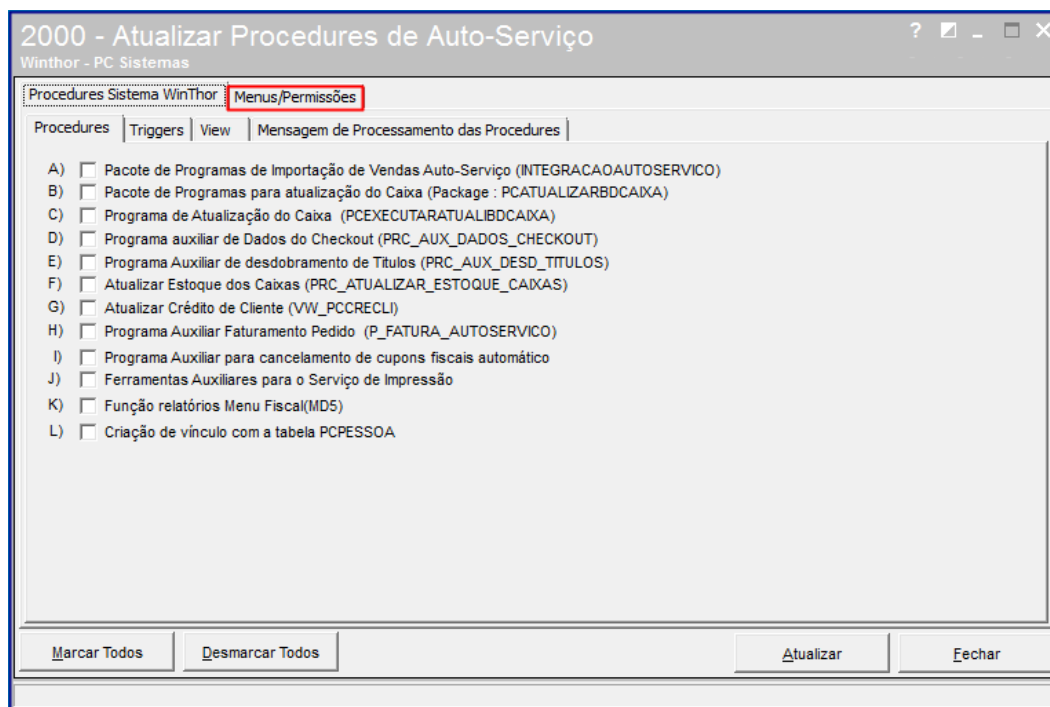 2000 - Atualizar Procedures de Auto-Serviço
Winthor - PC Sistemas
Procedures Sistema WinThor Menus/Permissões
Procedures Triggers View Mensagem de Processamento das Procedures
A) Pacote de Programas de Importação de Vendas Auto-Serviço (INTEGRACAOAUTOSERVICO)
B) Pacote de Programas para atualização do Caixa (Package : PCATUALIZARBDCAIXA)
C) Programa de Atualização do Caixa (PCEXECUTARATUALIBDCAIXA)
D) Programa auxiliar de Dados do Checkout (PRC_AUX_DADOS_CHECKOUT)
E) Programa Auxiliar de desdobramento de Titulos (PRC_AUX_DESD_TITULOS)
F) Atualizar Estoque dos Caixas (PRC_ATUALIZAR_ESTOQUE_CAIXAS)
G) Atualizar Crédito de Cliente (VW_PCCRECLI)
H) Programa Auxiliar Faturamento Pedido (P_FATURA_AUTOSERVICO)
I) Programa Auxiliar para cancelamento de cupons fiscais automático
J) Ferramentas Auxiliares para o Serviço de Impressão
K) Função relatórios Menu Fiscal(MD5)
L) Criação de vínculo com a tabela PCPESSOA
Marcar Todos Desmarcar Todos Atualizar Fechar